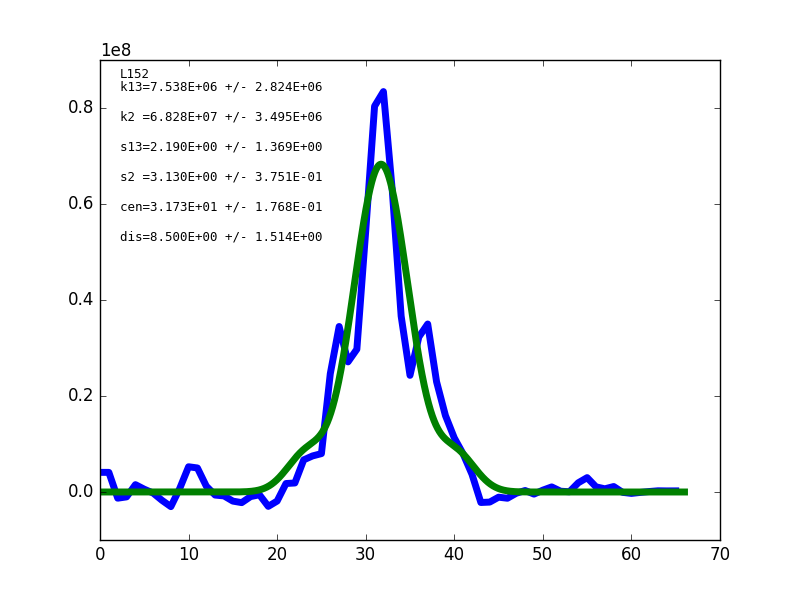 1e8
L152
k13=7.538E+06 +/- 2.824E+06
k2 =6.828E+07 +/- 3.495E+06
s13=2.190E+00 +/- 1.369E+00
s2 =3.130E+00 +/- 3.751E-01
cen=3.173E+01 +/- 1.768E-01
dis=8.500E+00 +/- 1.514E+00
0.8
0.6
0.4
0.2
0.0
0 10 20 30 40 50 60 70